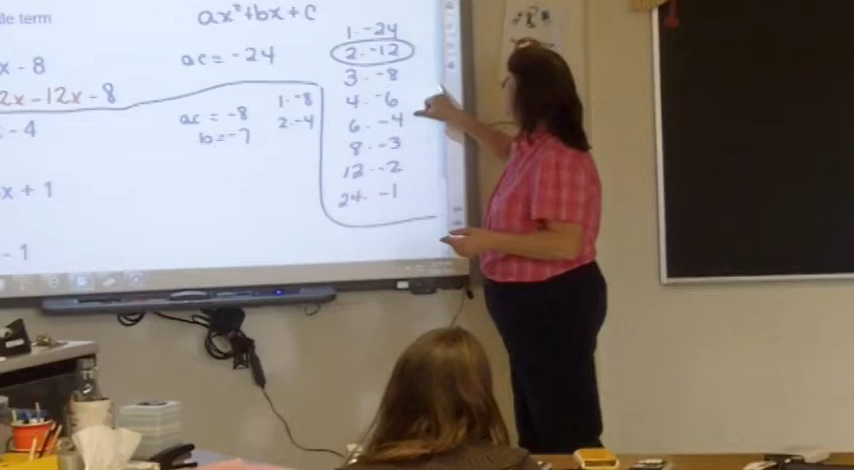 le term
ax²+bx+c
x - 8
ac = -24
2x - 12x - 8
- 4
ac = -8
b = -7
1 · -8
2 · -4
x + 1
- 1
1 · -24
2 · -12
3 · -8
4 · -6
6 · -4
8 · -3
12 · -2
24 · -1